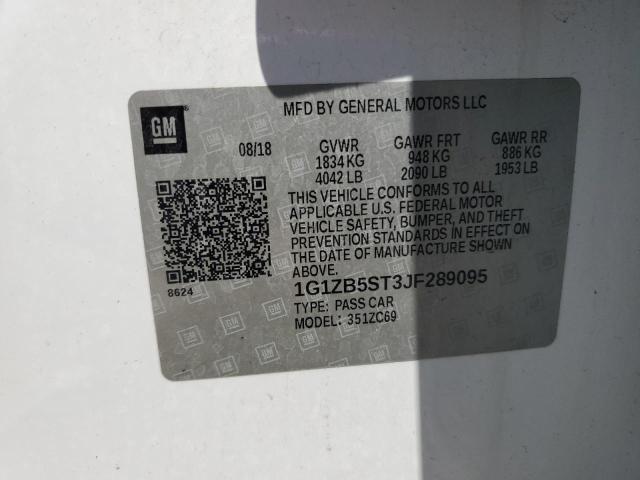 MFD BY GENERAL MOTORS LLC
GM
08/18 GVWR GAWR FRT GAWR RR
1834 KG 948 KG 886 KG
4042 LB 2090 LB 1953 LB
THIS VEHICLE CONFORMS TO ALL
APPLICABLE U.S. FEDERAL MOTOR
VEHICLE SAFETY, BUMPER, AND THEFT
PREVENTION STANDARDS IN EFFECT ON
THE DATE OF MANUFACTURE SHOWN
ABOVE.
8624
1G1ZB5ST3JF289095
TYPE: PASS CAR
MODEL: 351ZC69